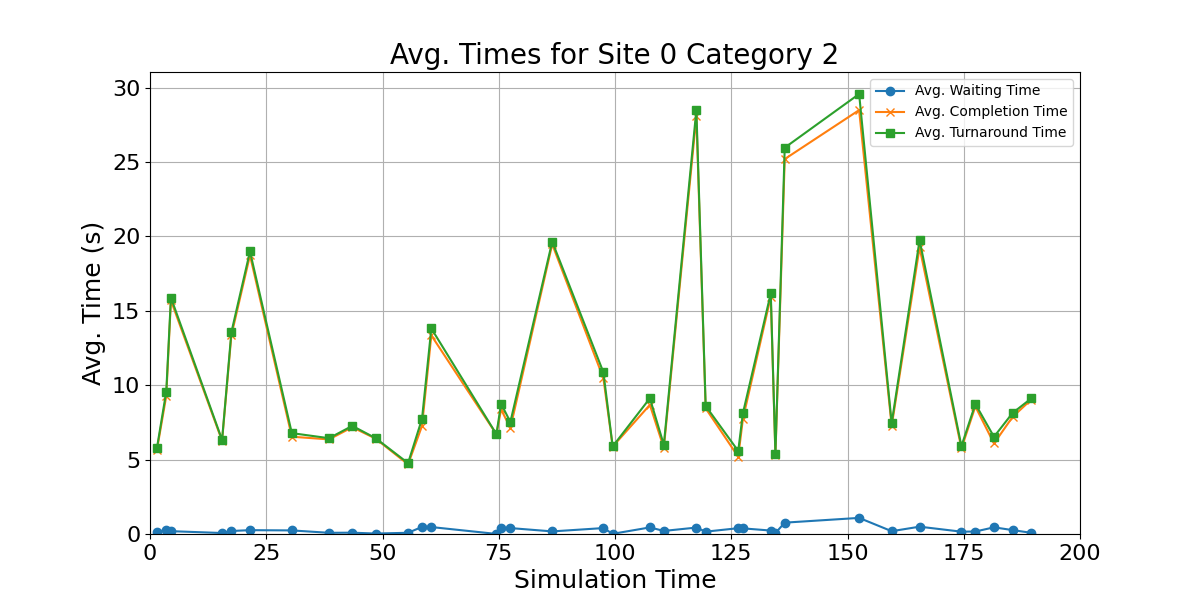 Avg. Times for Site 0 Category 2
Avg. Waiting Time
Avg. Completion Time
Avg. Turnaround Time
Avg. Time (s)
30
25
20
15
10
5
0
0 25 50 75 100 125 150 175 200
Simulation Time